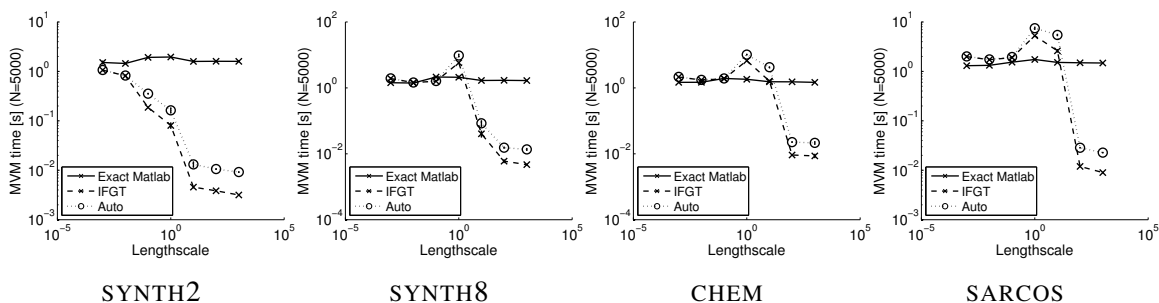 MVM time [s] (N=5000)
10^1
10^0
10^-1
10^-2
10^-3
Exact Matlab
IFGT
Auto
10^-5
10^0
10^5
Lengthscale
SYNTH2
MVM time [s] (N=5000)
10^2
10^0
10^-2
10^-4
Exact Matlab
IFGT
Auto
10^-5
10^0
10^5
Lengthscale
SYNTH8
MVM time [s] (N=5000)
10^2
10^0
10^-2
10^-4
Exact Matlab
IFGT
Auto
10^-5
10^0
10^5
Lengthscale
CHEM
MVM time [s] (N=5000)
10^1
10^0
10^-1
10^-2
10^-3
Exact Matlab
IFGT
Auto
10^-5
10^0
10^5
Lengthscale
SARCOS